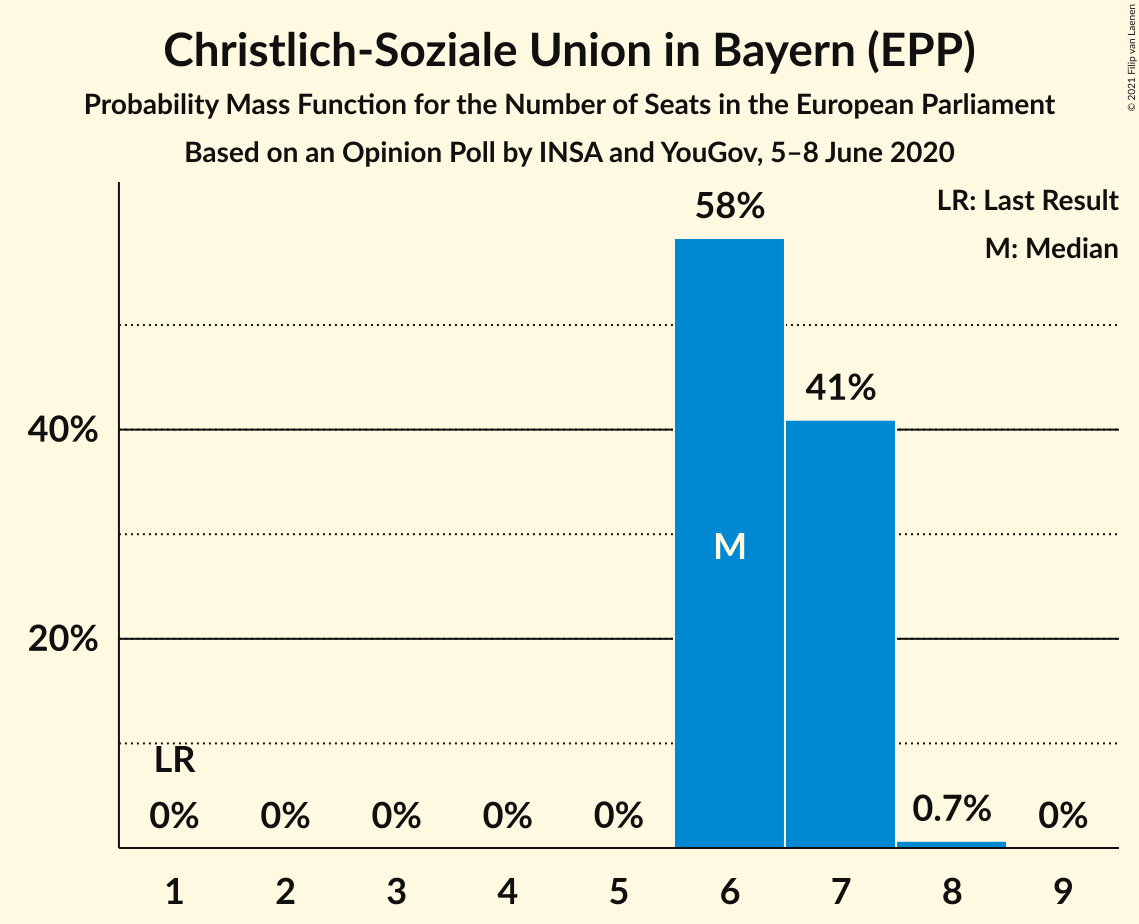 Christlich-Soziale Union in Bayern (EPP)
Probability Mass Function for the Number of Seats in the European Parliament
Based on an Opinion Poll by INSA and YouGov, 5–8 June 2020
© 2021 Filip van Laenen
LR: Last Result
M: Median
58%
41%
40%
M
20%
LR
0% 0% 0% 0% 0% 0.7% 0%
1 2 3 4 5 6 7 8 9